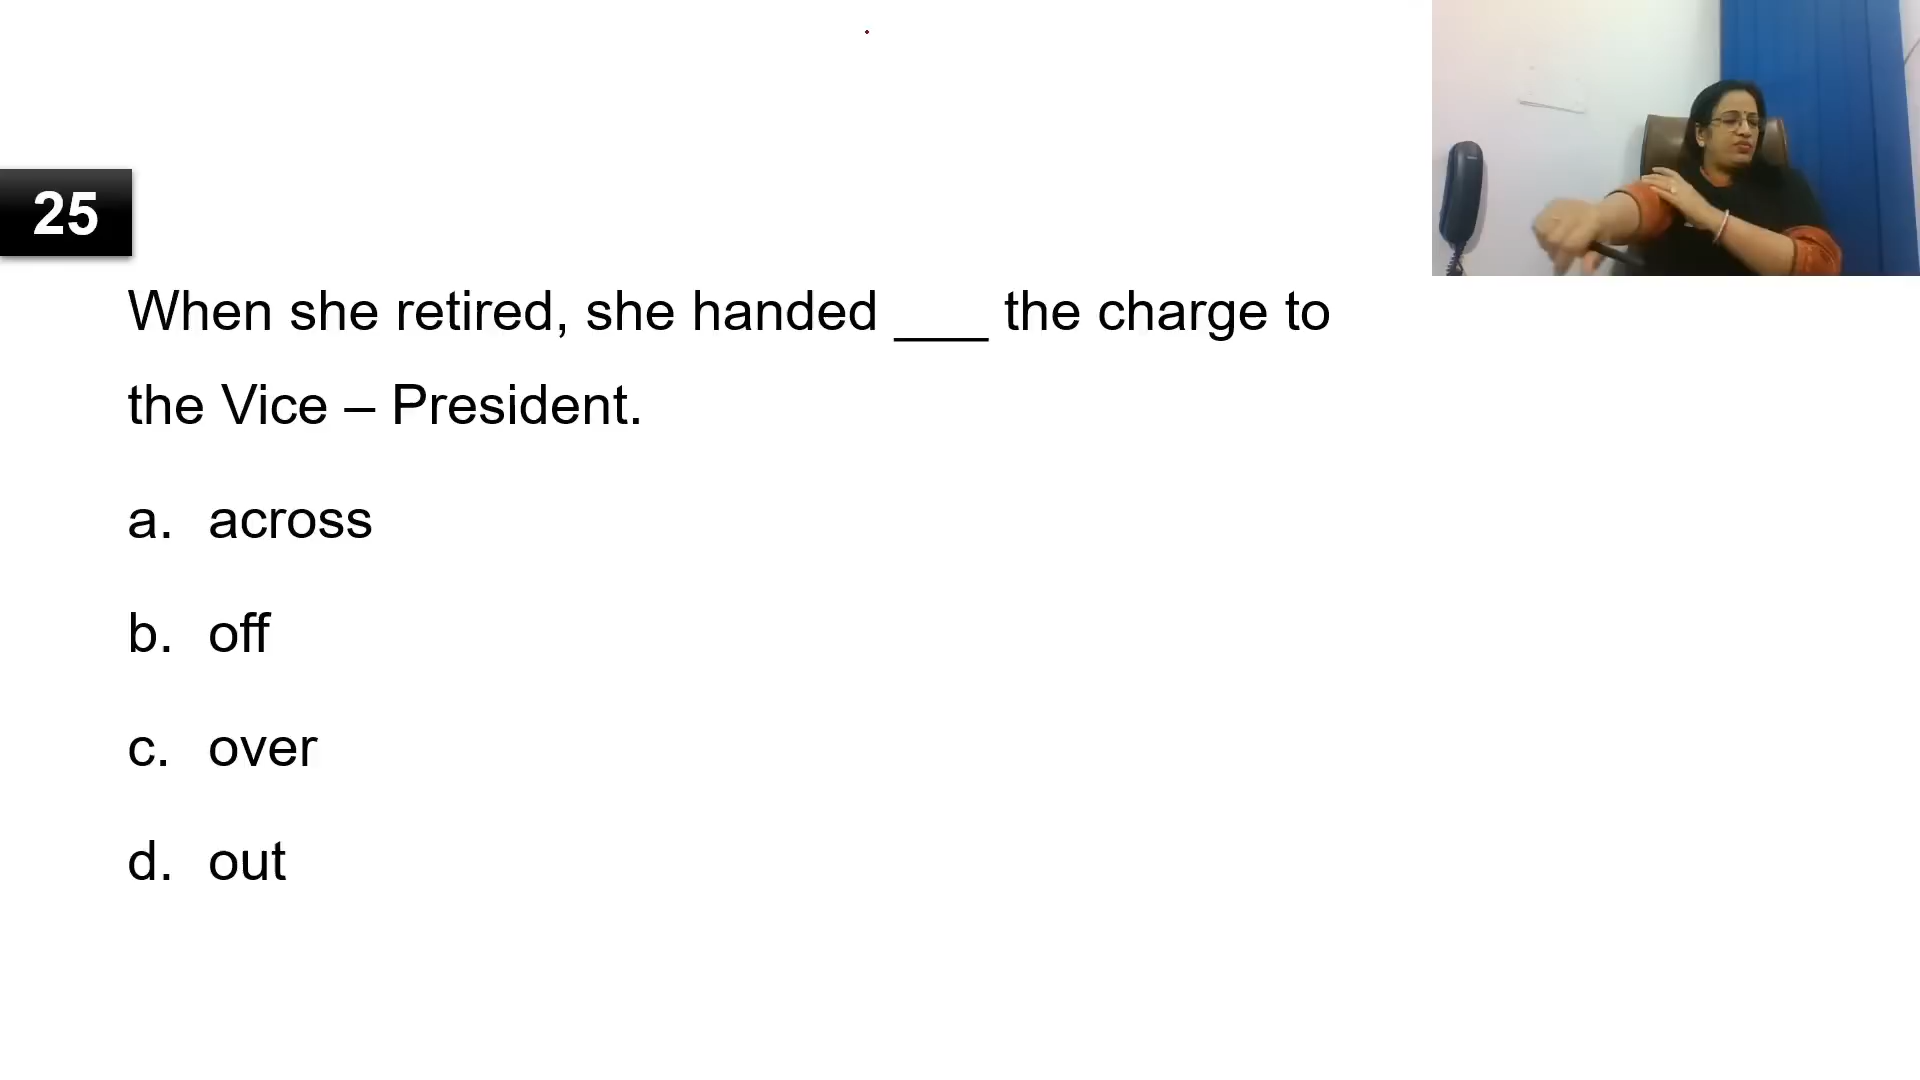 25
When she retired, she handed ___ the charge to
the Vice – President.
a. across
b. off
c. over
d. out